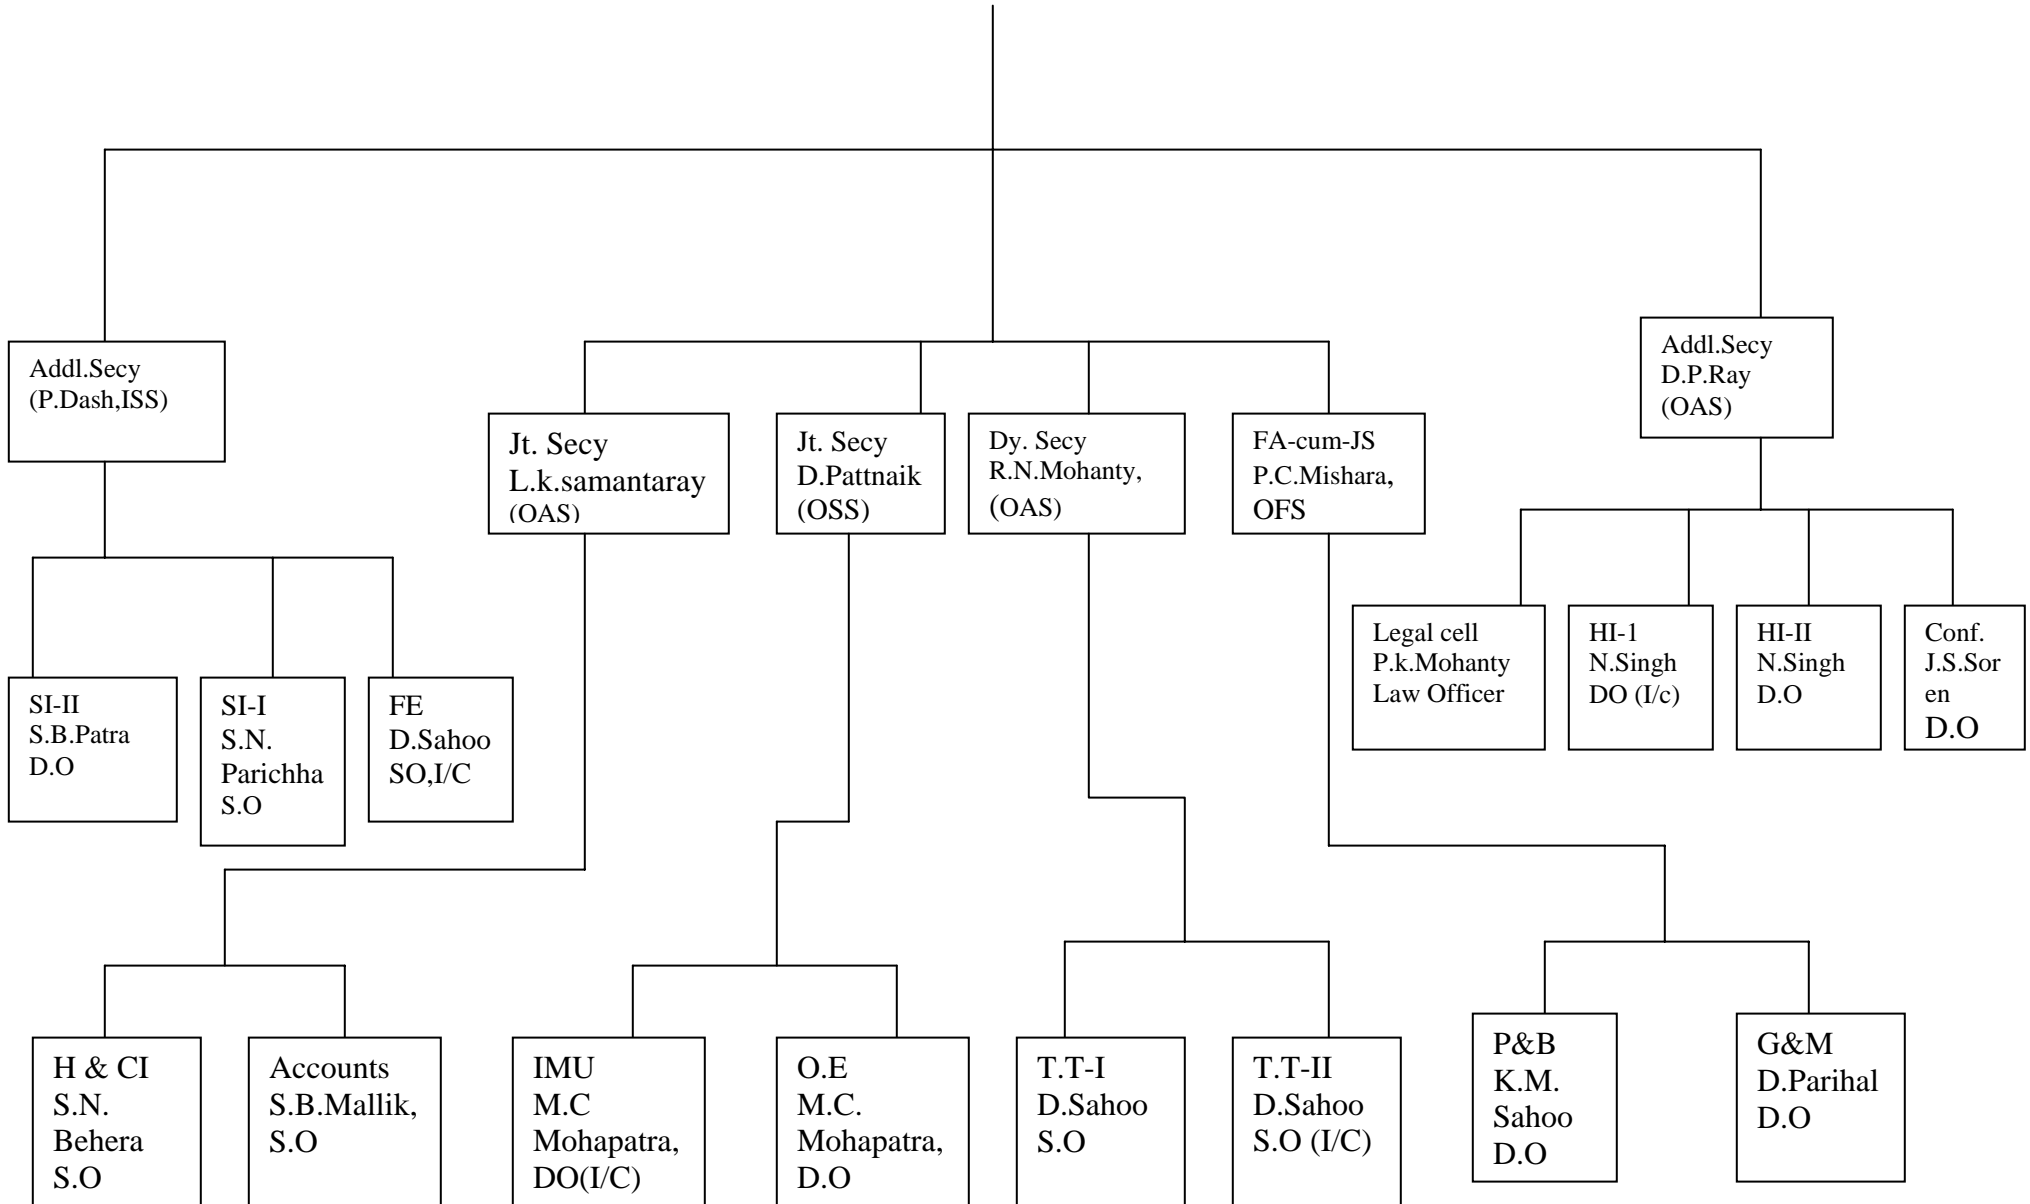 Addl.Secy
(P.Dash,ISS)
Addl.Secy
D.P.Ray
(OAS)
Jt. Secy
L.k.samantaray
(OAS)
Jt. Secy
D.Pattnaik
(OSS)
Dy. Secy
R.N.Mohanty,
(OAS)
FA-cum-JS
P.C.Mishara,
OFS
Legal cell
P.k.Mohanty
Law Officer
HI-1
N.Singh
DO (I/c)
HI-II
N.Singh
D.O
Conf.
J.S.Sor
en
D.O
SI-II
S.B.Patra
D.O
SI-I
S.N.
Parichha
S.O
FE
D.Sahoo
SO,I/C
H & CI
S.N.
Behera
S.O
Accounts
S.B.Mallik,
S.O
IMU
M.C
Mohapatra,
DO(I/C)
O.E
M.C.
Mohapatra,
D.O
T.T-I
D.Sahoo
S.O
T.T-II
D.Sahoo
S.O (I/C)
P&B
K.M.
Sahoo
D.O
G&M
D.Parihal
D.O